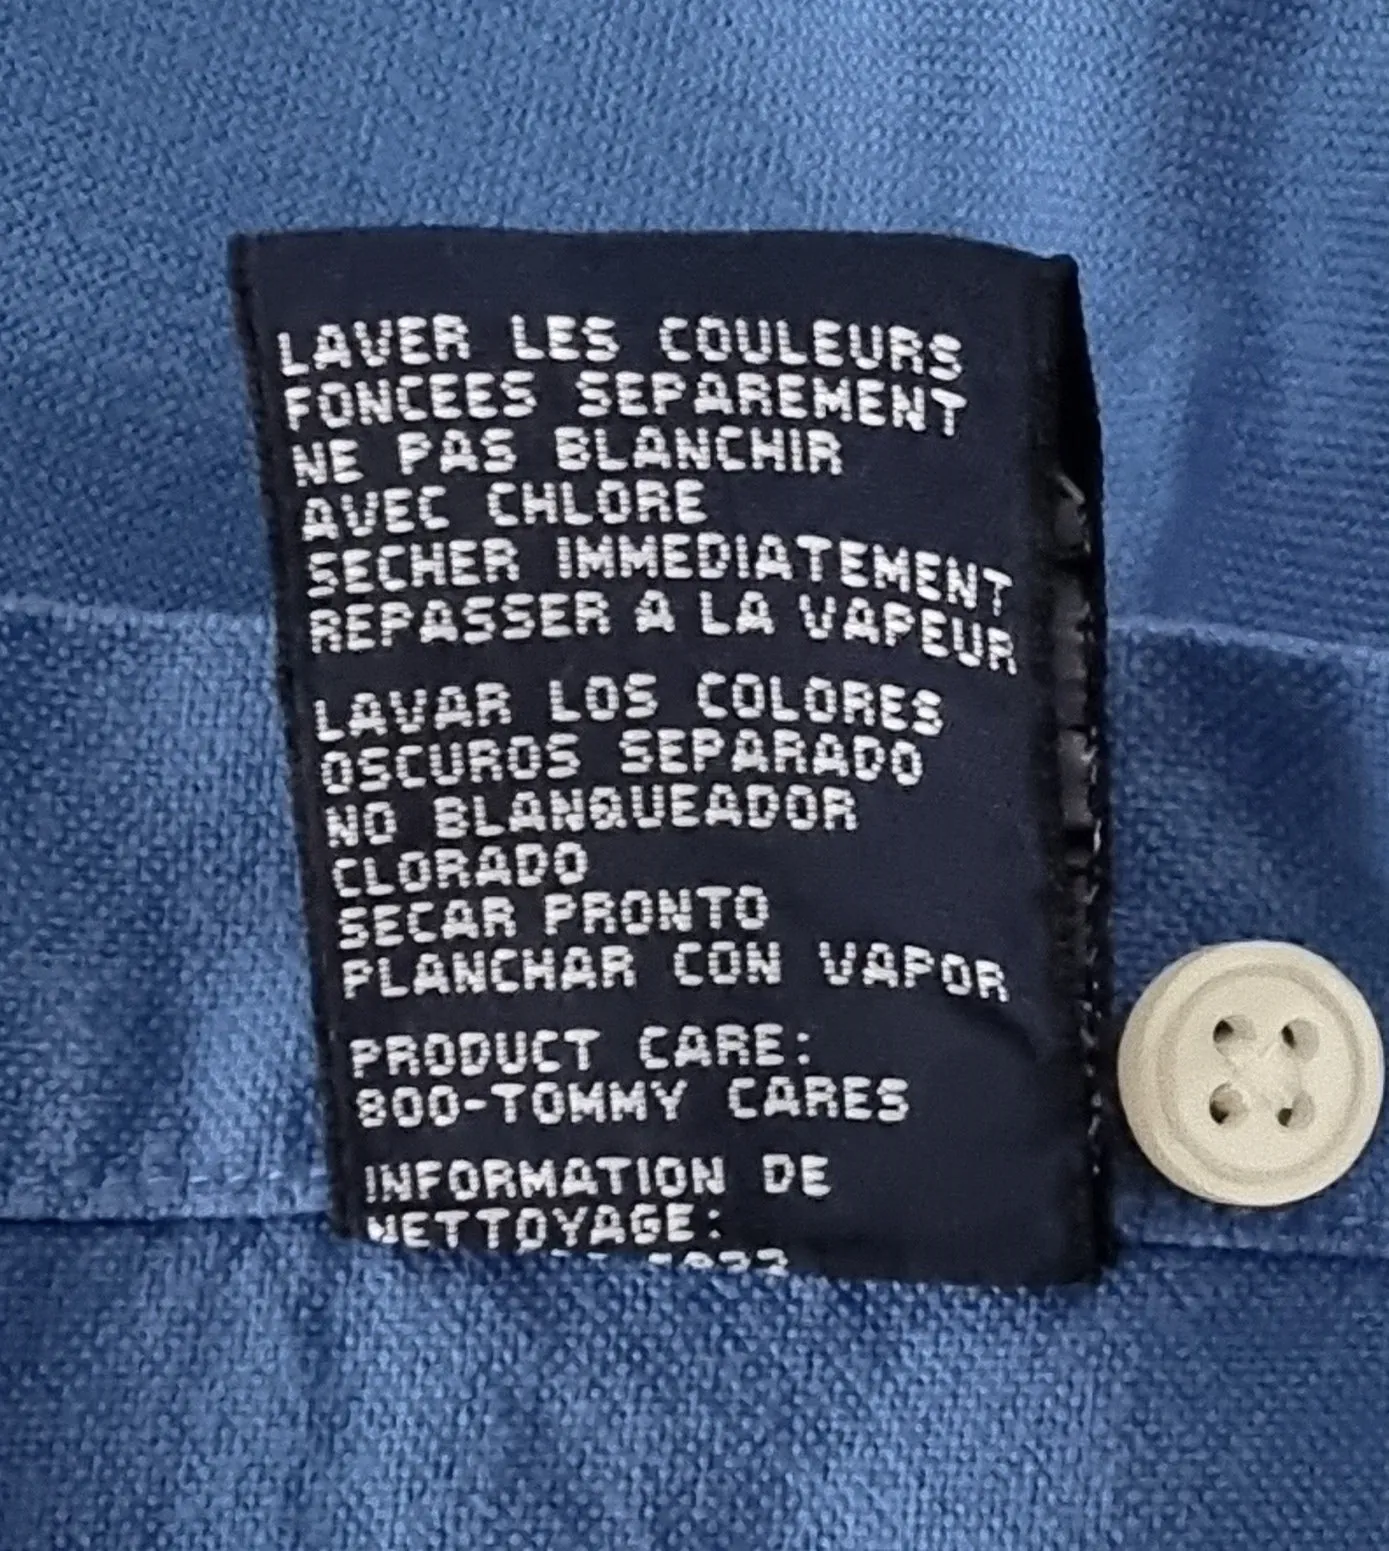 LAVER LES COULEURS
FONCEES SEPAREMENT
NE PAS BLANCHIR
AVEC CHLORE
SECHER IMMEDIATEMENT
REPASSER A LA VAPEUR
LAVAR LOS COLORES
OSCUROS SEPARADO
NO BLANQUEADOR
CLORADO
SECAR PRONTO
PLANCHAR CON VAPOR
PRODUCT CARE:
800-TOMMY CARES
INFORMATION DE
NETTOYAGE: